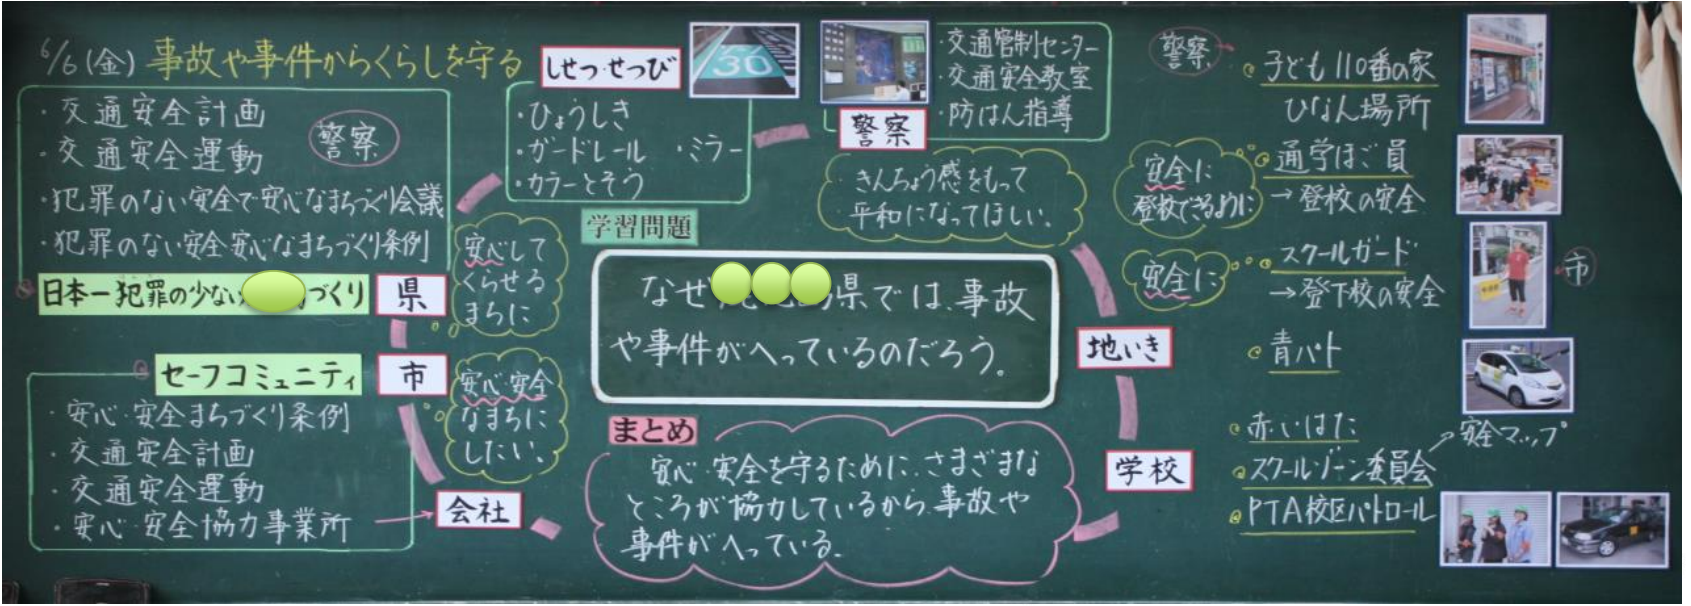 6/6(金) 事故や事件からくらしを守る
・交通安全計画
・交通安全運動
警察
・犯罪のない安全で安心なまちづくり会議
・犯罪のない安全安心なまちづくり条例
日本一犯罪の少ない
づくり
県
安心して
くらせる
まちに
セーフコミュニティ
市
・安心・安全まちづくり条例
・交通安全計画
・交通安全運動
・安心・安全協力事業所
安心・安全
なまちに
したい。
会社
しせつ・せつび
30
・ひょうしき
・ガードレール ・ミラー
・カラーとそう
・交通管制センター
・交通安全教室
・防はん指導
警察
きんちょう感をもって
平和になってほしい。
学習問題
なぜ
県では、事故
や事件がへっているのだろう。
まとめ
安心・安全を守るために、さまざまな
ところが協力しているから、事故や
事件がへっている。
地いき
学校
警察
子ども110番の家
ひなん場所
安全に
登校できるように
通学ほご員
→登校の安全
安全に
スクールガード
→登下校の安全
市
青パト
赤いはた
スクールゾーン委員会
安全マップ
PTA校区パトロール